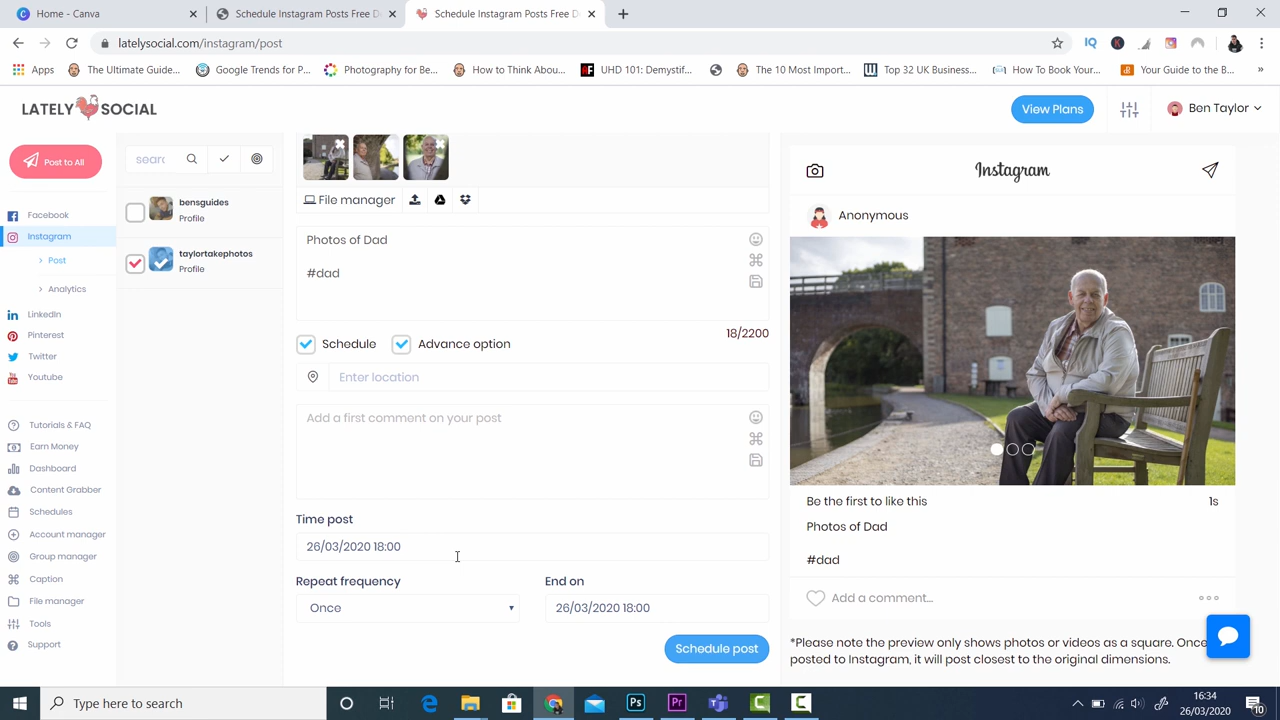 Home - Canva
Schedule Instagram Posts Free D
Schedule Instagram Posts Free D
latelysocial.com/instagram/post
IQ
K
Apps
The Ultimate Guide...
Google Trends for P...
Photography for Be...
How to Think Abou...
UHD 101: Demystif...
The 10 Most Import...
Top 32 UK Business...
How To Book Your...
Your Guide to the B...
LATELY SOCIAL
View Plans
Ben Taylor
Post to All
Facebook
Instagram
Post
Analytics
LinkedIn
Pinterest
Twitter
Youtube
Tutorials & FAQ
Earn Money
Dashboard
Content Grabber
Schedules
Account manager
Group manager
Caption
File manager
Tools
Support
searc
bensguides
Profile
taylortakephotos
Profile
File manager
Photos of Dad
#dad
18/2200
Schedule
Advance option
Enter location
Add a first comment on your post
Time post
26/03/2020 18:00
Repeat frequency
End on
Once
26/03/2020 18:00
Schedule post
Instagram
Anonymous
Be the first to like this
1s
Photos of Dad
#dad
Add a comment...
*Please note the preview only shows photos or videos as a square. Once
posted to Instagram, it will post closest to the original dimensions.
Type here to search
Ps
Pr
16:34
26/03/2020
10